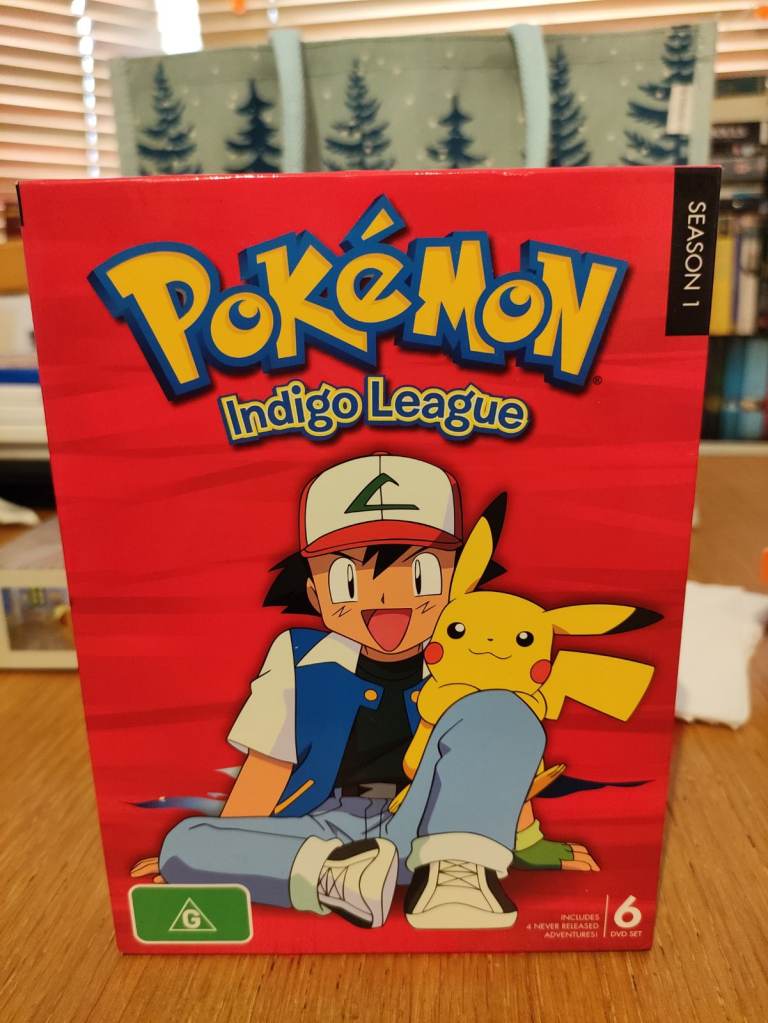 SEASON 1
POKéMON®
Indigo League
G
INCLUDES
4 NEVER RELEASED
ADVENTURES!
6
DVD SET